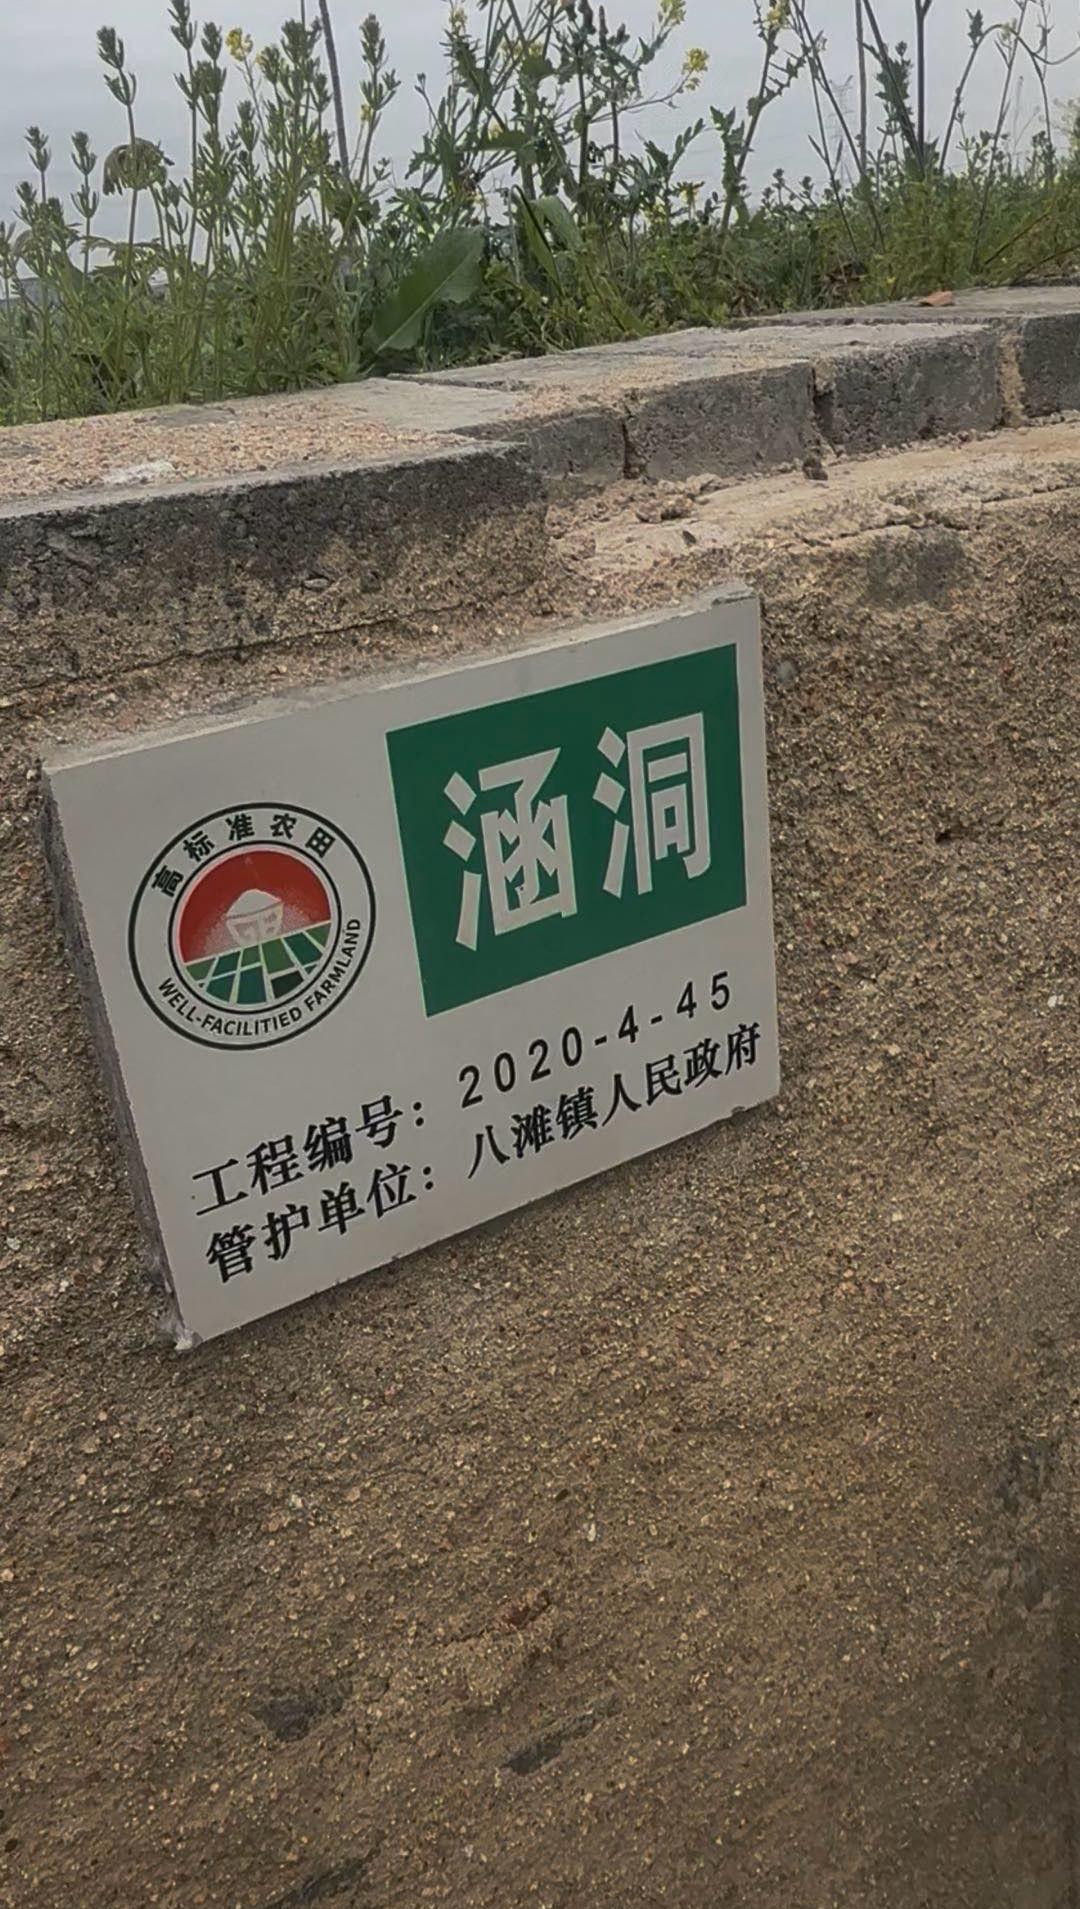 高标准农田
WELL-FACILITIED FARMLAND
涵洞
工程编号：2020-4-45
管护单位：八滩镇人民政府